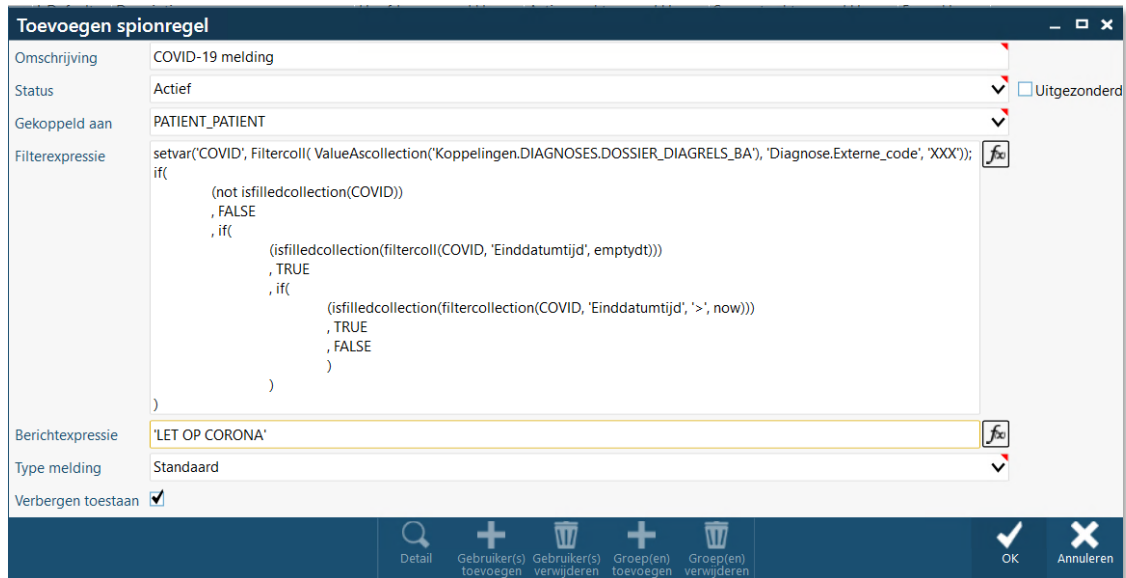 Toevoegen spionregel
Omschrijving COVID-19 melding
Status Actief Uitgezonderd
Gekoppeld aan PATIENT_PATIENT
Filterexpressie setvar('COVID', Filtercoll( ValueAscollection('Koppelingen.DIAGNOSES.DOSSIER_DIAGRELS_BA'), 'Diagnose.Externe_code', 'XXX'));
if(
(not isfilledcollection(COVID))
, FALSE
, if(
(isfilledcollection(filtercoll(COVID, 'Einddatumtijd', emptydt)))
, TRUE
, if(
(isfilledcollection(filtercollection(COVID, 'Einddatumtijd', '>', now)))
, TRUE
, FALSE
)
)
)
Berichtexpressie 'LET OP CORONA'
Type melding Standaard
Verbergen toestaan
Detail Gebruiker(s) Gebruiker(s) Groep(en) Groep(en) OK Annuleren
toevoegen verwijderen toevoegen verwijderen